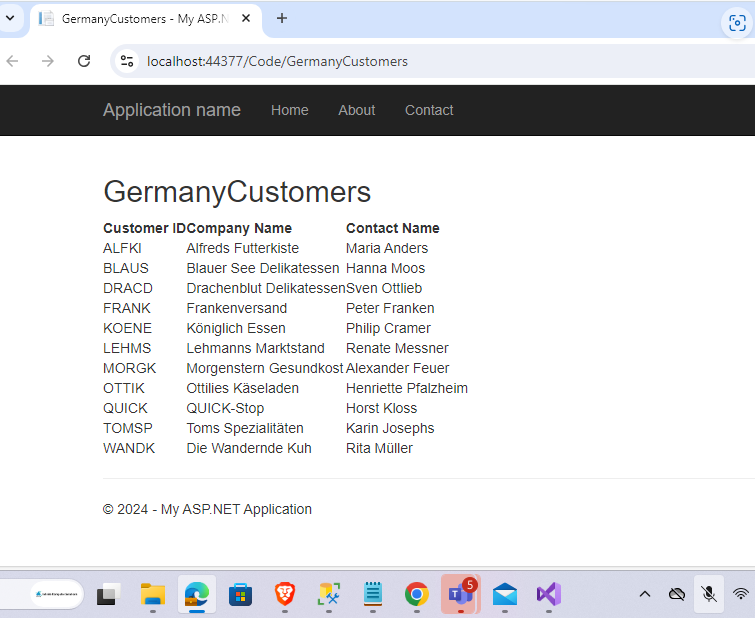 GermanyCustomers - My ASP.N
localhost:44377/Code/GermanyCustomers
Application name Home About Contact
GermanyCustomers
Customer ID Company Name Contact Name
ALFKI Alfreds Futterkiste Maria Anders
BLAUS Blauer See Delikatessen Hanna Moos
DRACD Drachenblut Delikatessen Sven Ottlieb
FRANK Frankenversand Peter Franken
KOENE Königlich Essen Philip Cramer
LEHMS Lehmanns Marktstand Renate Messner
MORGK Morgenstern Gesundkost Alexander Feuer
OTTIK Ottilies Käseladen Henriette Pfalzheim
QUICK QUICK-Stop Horst Kloss
TOMSP Toms Spezialitäten Karin Josephs
WANDK Die Wandernde Kuh Rita Müller
© 2024 - My ASP.NET Application
5
T